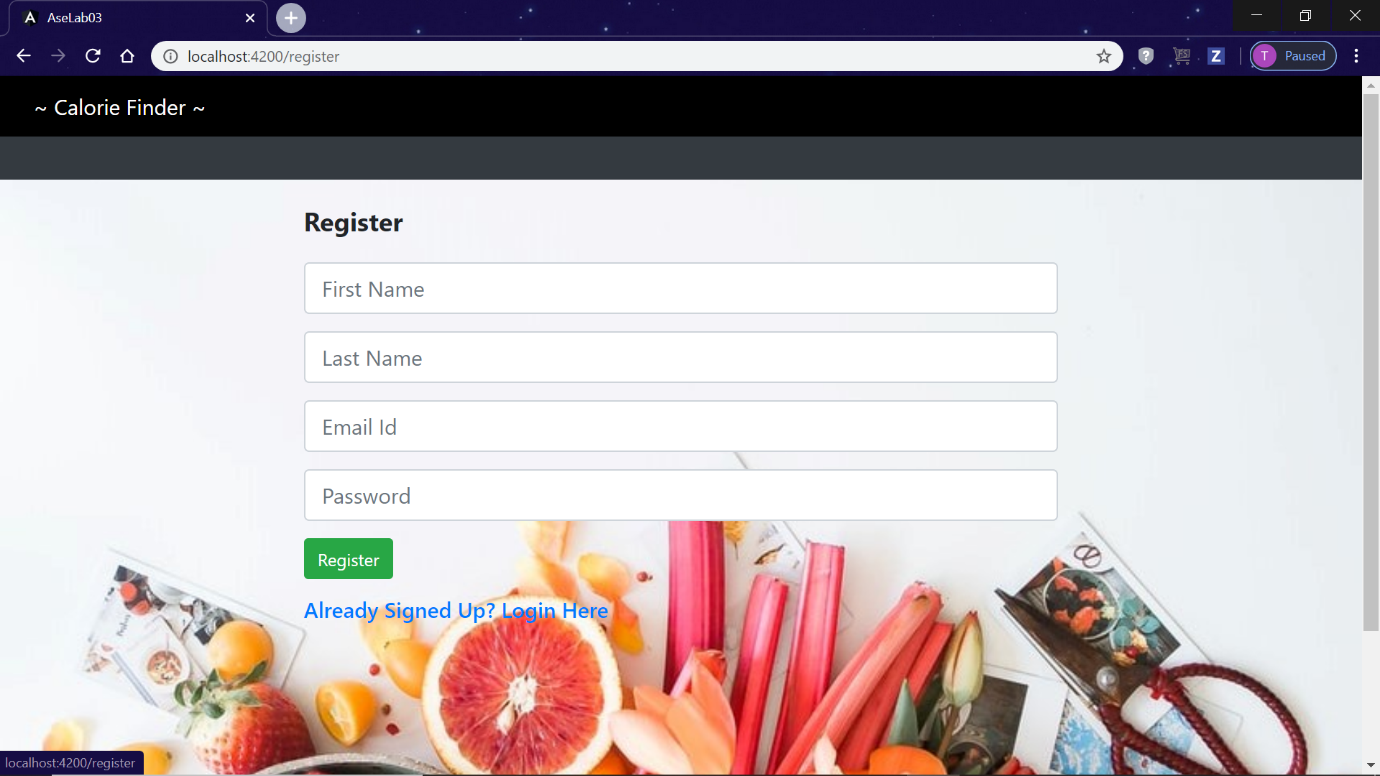 AseLab03
localhost:4200/register
T Paused
~ Calorie Finder ~
Register
First Name
Last Name
Email Id
Password
Register
Already Signed Up? Login Here
localhost:4200/register